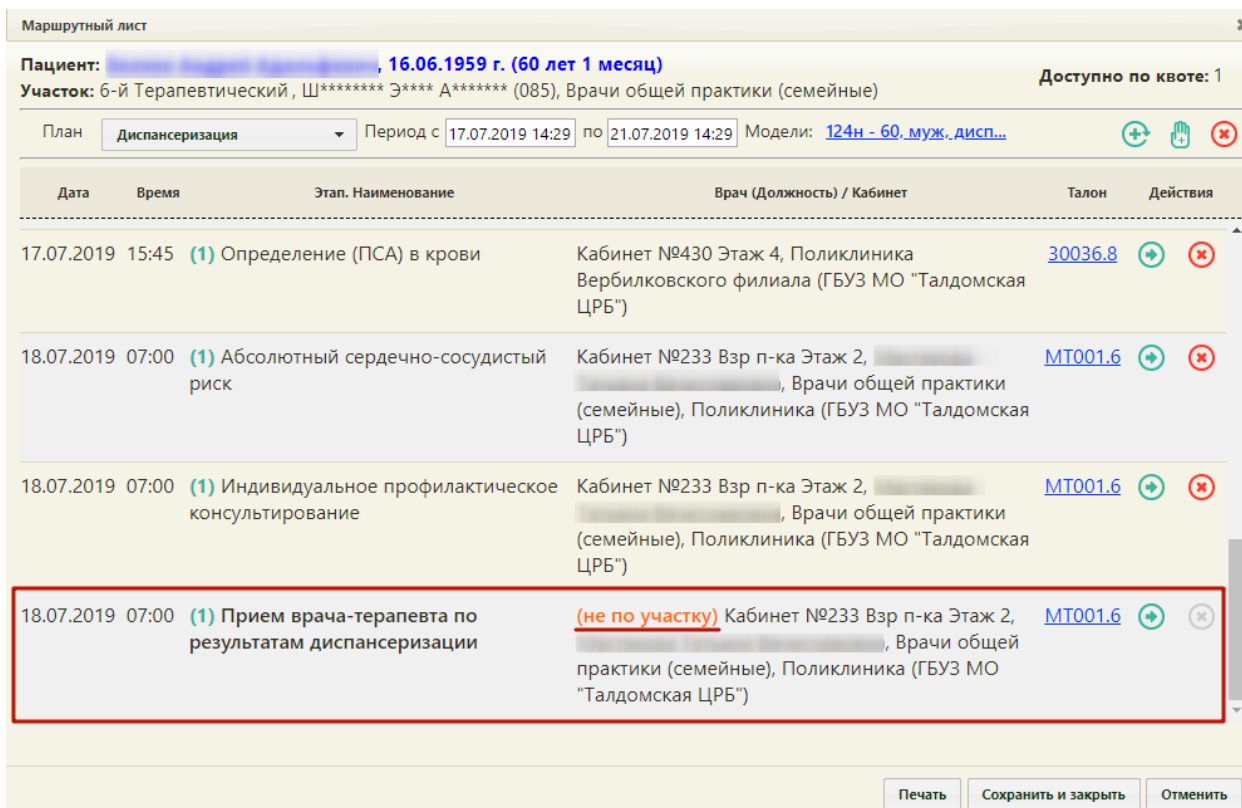 Маршрутный лист
Пациент: , 16.06.1959 г. (60 лет 1 месяц)
Доступно по квоте: 1
Участок: 6-й Терапевтический , Ш******** Э**** А******* (085), Врачи общей практики (семейные)
План Диспансеризация Период с 17.07.2019 14:29 по 21.07.2019 14:29 Модели: 124н - 60, муж, дисп...
Дата Время Этап. Наименование Врач (Должность) / Кабинет Талон Действия
17.07.2019 15:45 (1) Определение (ПСА) в крови Кабинет №430 Этаж 4, Поликлиника 30036.8
Вербилковского филиала (ГБУЗ МО "Талдомская
ЦРБ")
18.07.2019 07:00 (1) Абсолютный сердечно-сосудистый Кабинет №233 Взр п-ка Этаж 2, МТ001.6
риск , Врачи общей практики
(семейные), Поликлиника (ГБУЗ МО "Талдомская
ЦРБ")
18.07.2019 07:00 (1) Индивидуальное профилактическое Кабинет №233 Взр п-ка Этаж 2, МТ001.6
консультирование , Врачи общей практики
(семейные), Поликлиника (ГБУЗ МО "Талдомская
ЦРБ")
18.07.2019 07:00 (1) Прием врача-терапевта по (не по участку) Кабинет №233 Взр п-ка Этаж 2, МТ001.6
результатам диспансеризации , Врачи общей
практики (семейные), Поликлиника (ГБУЗ МО
"Талдомская ЦРБ")
Печать Сохранить и закрыть Отменить